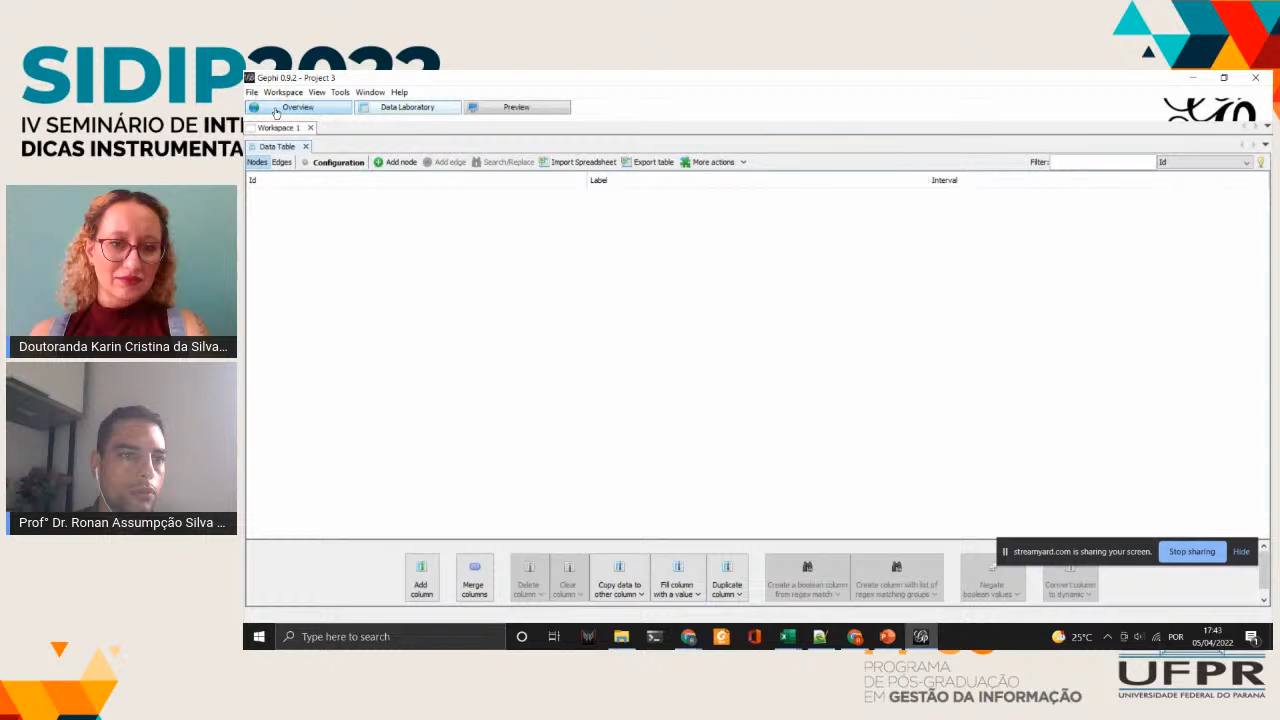 SIDIP2022
IV SEMINÁRIO DE INT
DICAS INSTRUMENTA
Gephi 0.9.2 - Project 3
File Workspace View Tools Window Help
Overview Data Laboratory Preview
Workspace 1
Data Table
Nodes Edges Configuration Add node Add edge Search/Replace Import Spreadsheet Export table More actions Filter: Id
Id Label Interval
Doutoranda Karin Cristina da Silva...
Prof° Dr. Ronan Assumpção Silva ...
streamyard.com is sharing your screen. Stop sharing Hide
Add column
Merge columns
Delete column
Clear column
Copy data to other column
Fill column with a value
Duplicate column
Create a boolean column from regex match
Create column with list of regex matching groups
Negate boolean values
Convert column to dynamic
Type here to search
25°C
POR
17:43
05/04/2022
PROGRAMA
DE PÓS-GRADUAÇÃO
EM GESTÃO DA INFORMAÇÃO
UFPR
UNIVERSIDADE FEDERAL DO PARANÁ